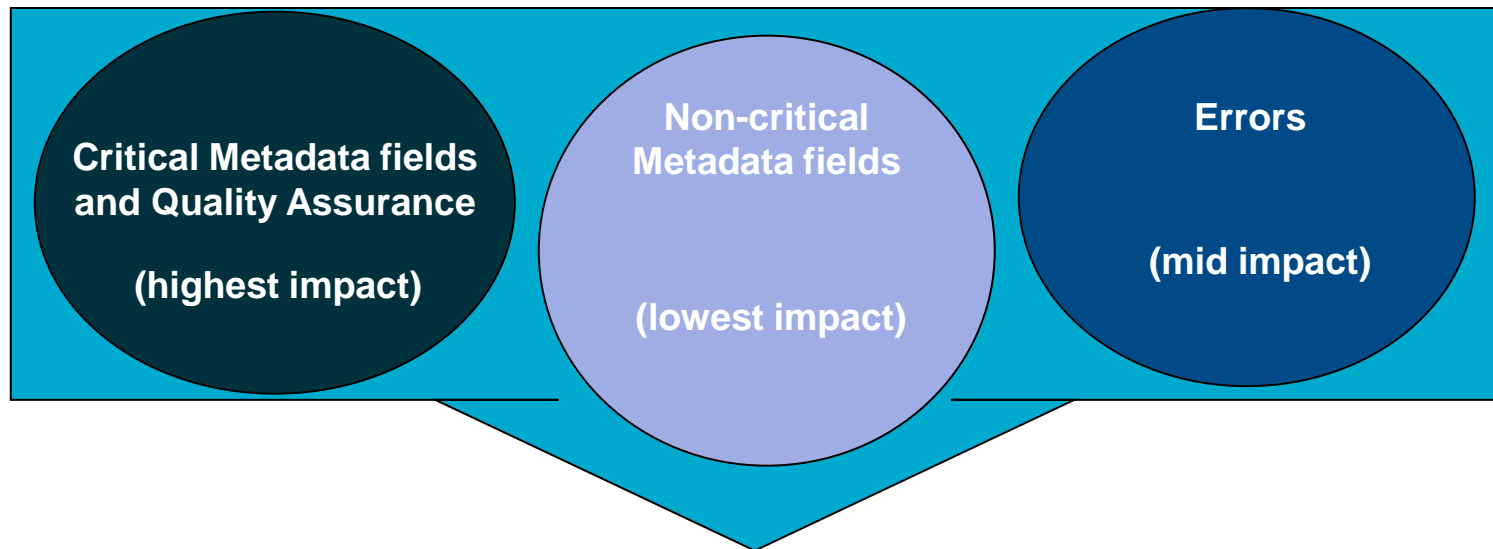 Critical Metadata fields
and Quality Assurance
(highest impact)
Non-critical
Metadata fields
(lowest impact)
Errors
(mid impact)